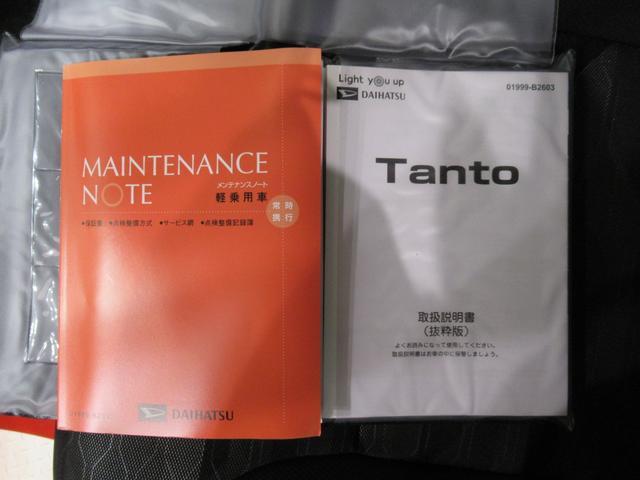 MAINTENANCE
NOTE
メンテナンスノート
軽乗用車
常時
携行
●保証書 ●点検整備方式 ●サービス網 ●点検整備記録簿
DAIHATSU
Light you up
DAIHATSU
01999-B2603
Tanto
取扱説明書
(抜粋版)
よくお読みになって使用してください。
取扱説明書はお車の中に保管しましょう。